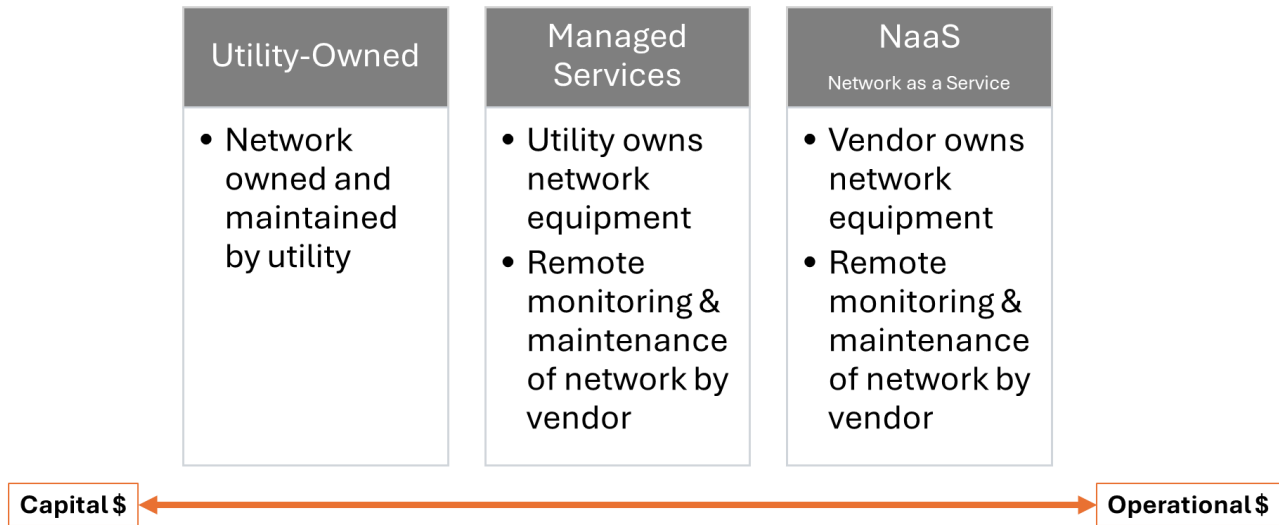 Utility-Owned
• Network
owned and
maintained
by utility
Managed
Services
• Utility owns
network
equipment
• Remote
monitoring &
maintenance
of network by
vendor
NaaS
Network as a Service
• Vendor owns
network
equipment
• Remote
monitoring &
maintenance
of network by
vendor
Capital $
Operational $